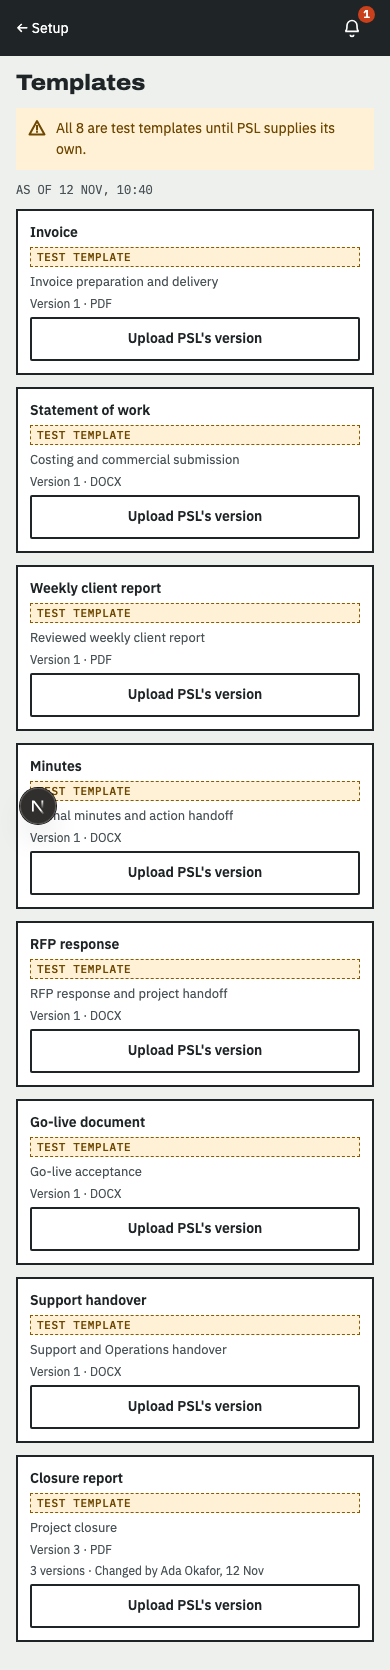 ← Setup
1
Templates
All 8 are test templates until PSL supplies its
own.
AS OF 12 NOV, 10:40
Invoice
TEST TEMPLATE
Invoice preparation and delivery
Version 1 · PDF
Upload PSL's version
Statement of work
TEST TEMPLATE
Costing and commercial submission
Version 1 · DOCX
Upload PSL's version
Weekly client report
TEST TEMPLATE
Reviewed weekly client report
Version 1 · PDF
Upload PSL's version
Minutes
TEMPLATE
N
minutes and action handoff
Version 1 · DOCX
Upload PSL's version
RFP response
TEST TEMPLATE
RFP response and project handoff
Version 1 · DOCX
Upload PSL's version
Go-live document
TEST TEMPLATE
Go-live acceptance
Version 1 · DOCX
Upload PSL's version
Support handover
TEST TEMPLATE
Support and Operations handover
Version 1 · DOCX
Upload PSL's version
Closure report
TEST TEMPLATE
Project closure
Version 3 · PDF
3 versions · Changed by Ada Okafor, 12 Nov
Upload PSL's version